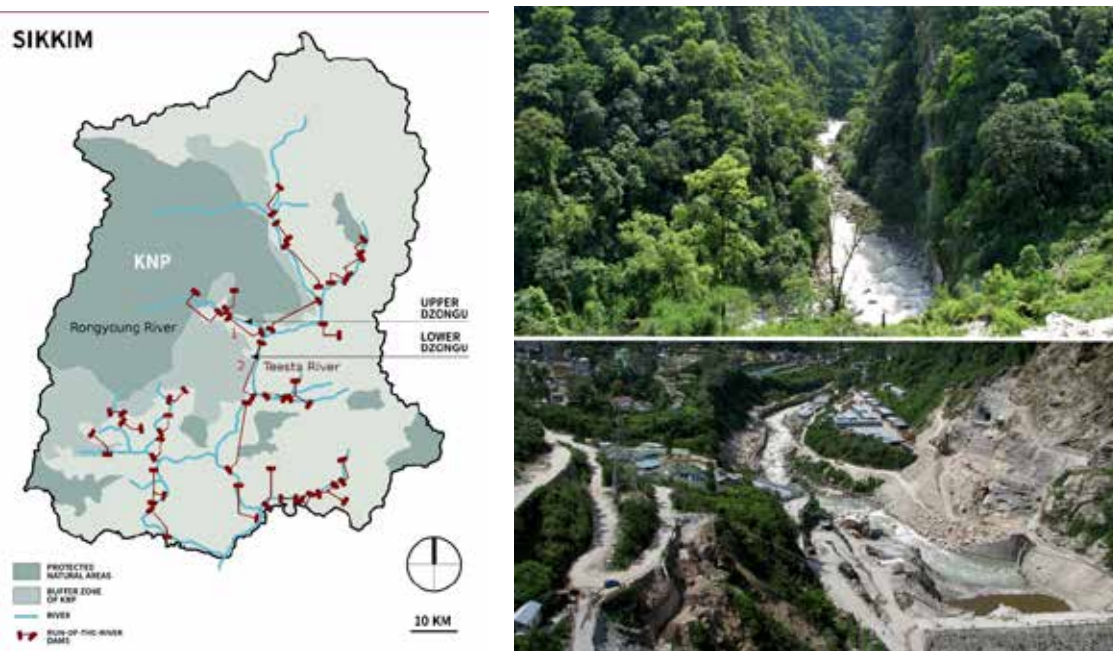 SIKKIM
KNP
UPPER
DZONGU
Rongyoung River
1
LOWER
DZONGU
2
Teesta River
PROTECTED
NATURAL AREAS
BUFFER ZONE
OF KNP
RIVER
RUN-OF-THE-RIVER
DAMS
10 KM